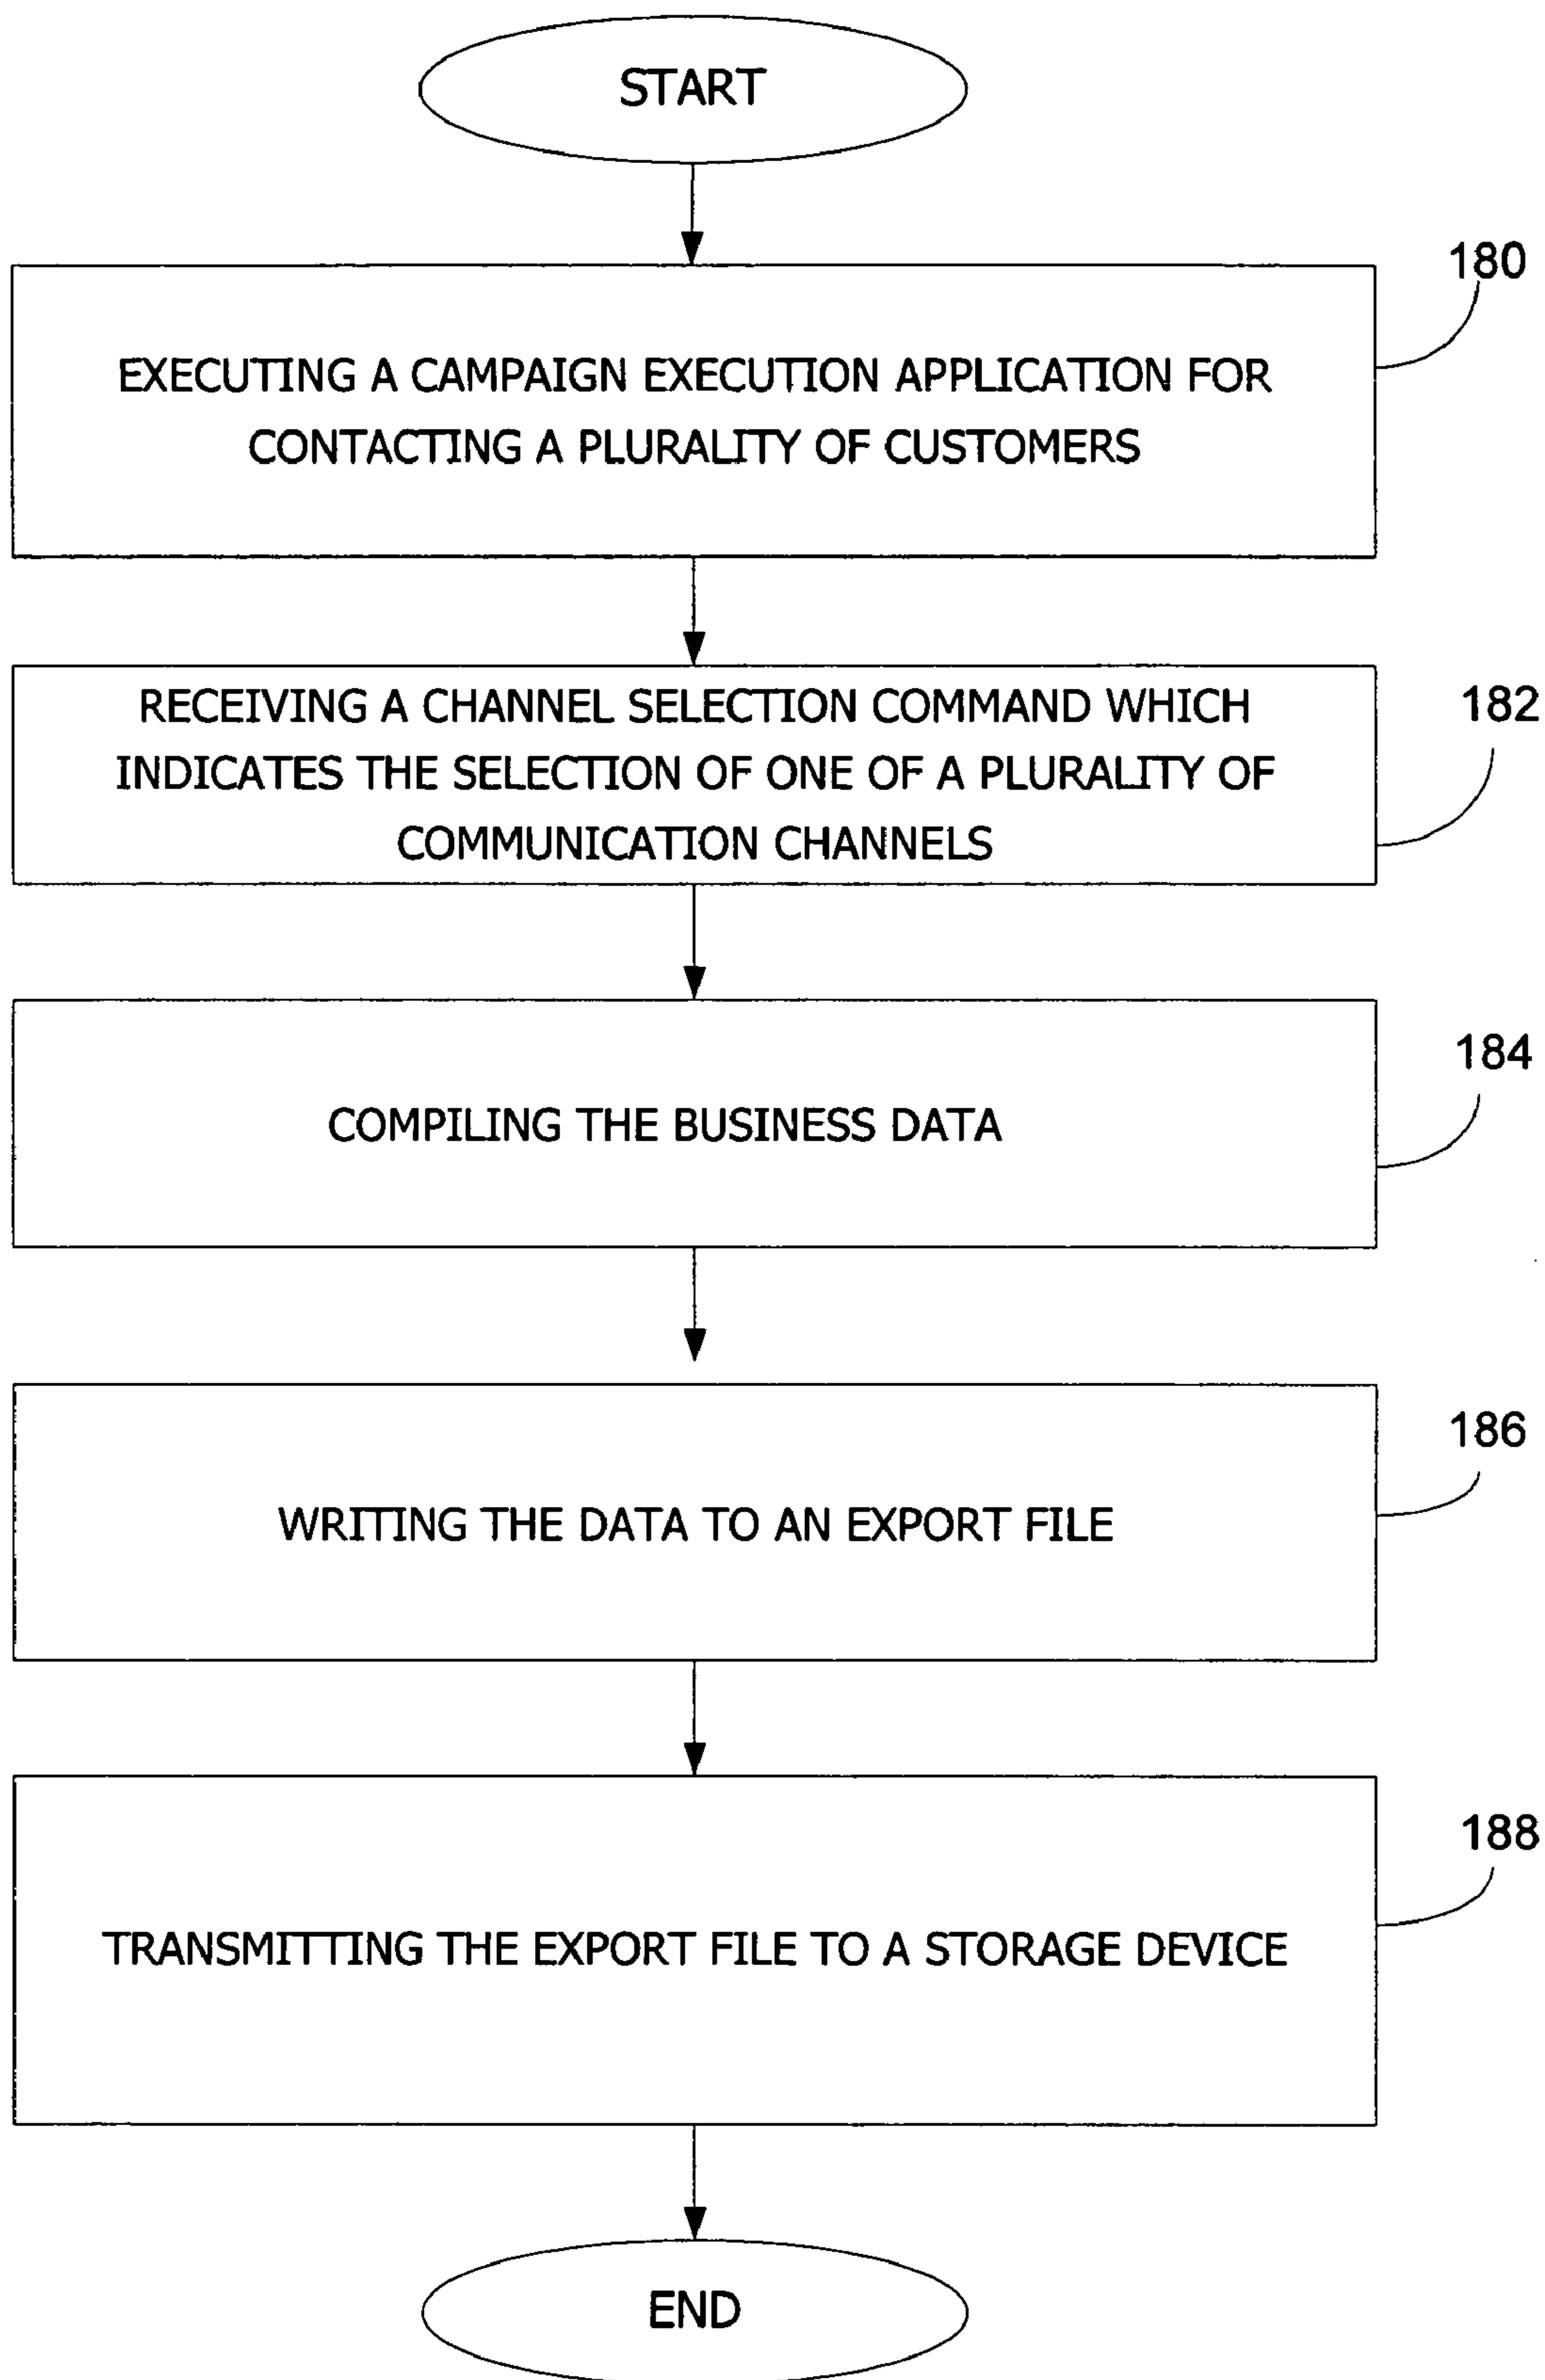 START
180
EXECUTING A CAMPAIGN EXECUTION APPLICATION FOR
CONTACTING A PLURALITY OF CUSTOMERS
182
RECEIVING A CHANNEL SELECTION COMMAND WHICH
INDICATES THE SELECTION OF ONE OF A PLURALITY OF
COMMUNICATION CHANNELS
184
COMPILING THE BUSINESS DATA
186
WRITING THE DATA TO AN EXPORT FILE
188
TRANSMITTING THE EXPORT FILE TO A STORAGE DEVICE
END